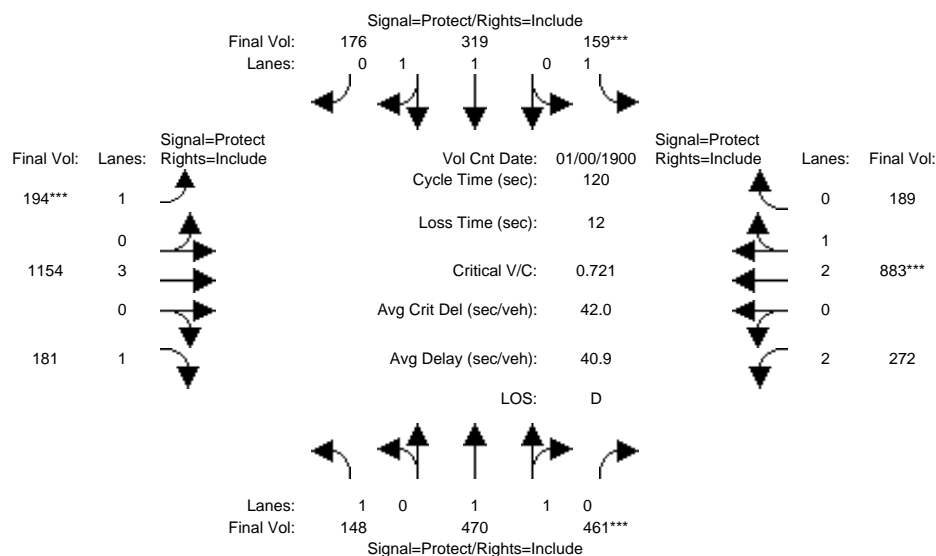 Signal=Protect/Rights=Include
Final Vol: 176 319 159***
Lanes: 0 1 1 0 1
Signal=Protect Signal=Protect
Final Vol: Lanes: Rights=Include Vol Cnt Date: 01/00/1900 Rights=Include Lanes: Final Vol:
Cycle Time (sec): 120
194*** 1 0 189
Loss Time (sec): 12
0 1
1154 3 Critical V/C: 0.721 2 883***
0 Avg Crit Del (sec/veh): 42.0 0
181 1 Avg Delay (sec/veh): 40.9 2 272
LOS: D
Lanes: 1 0 1 1 0
Final Vol: 148 470 461***
Signal=Protect/Rights=Include